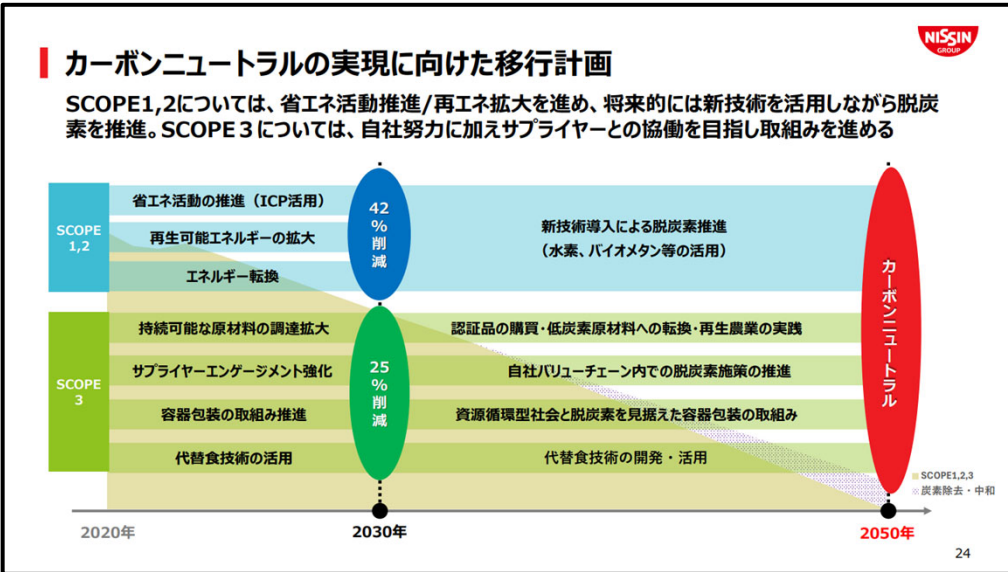 NISSIN
GROUP
カーボンニュートラルの実現に向けた移行計画
SCOPE1,2については、省エネ活動推進/再エネ拡大を進め、将来的には新技術を活用しながら脱炭
素を推進。SCOPE３については、自社努力に加えサプライヤーとの協働を目指し取組みを進める
SCOPE
1,2
省エネ活動の推進（ICP活用）
再生可能エネルギーの拡大
エネルギー転換
42
%
削
減
新技術導入による脱炭素推進
（水素、バイオメタン等の活用）
SCOPE
3
持続可能な原材料の調達拡大
サプライヤーエンゲージメント強化
容器包装の取組み推進
代替食技術の活用
25
%
削
減
認証品の購買・低炭素原材料への転換・再生農業の実践
自社バリューチェーン内での脱炭素施策の推進
資源循環型社会と脱炭素を見据えた容器包装の取組み
代替食技術の開発・活用
カーボンニュートラル
SCOPE1,2,3
炭素除去・中和
2020年
2030年
2050年
24